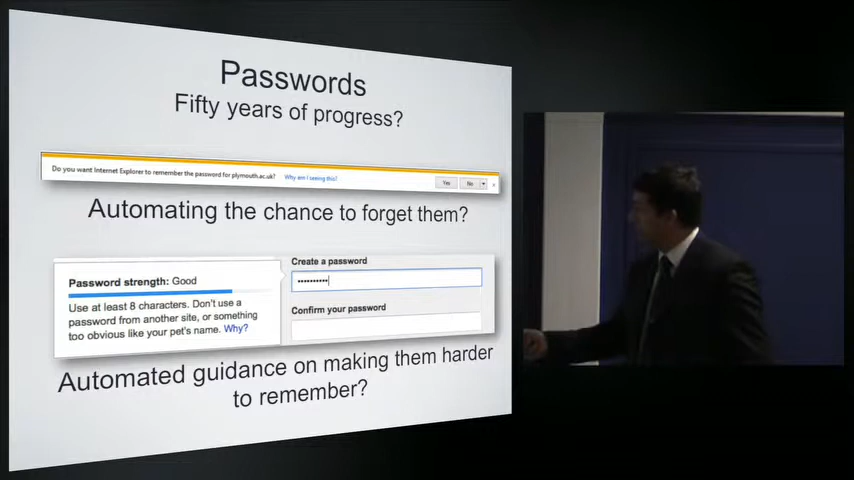 Passwords
Fifty years of progress?
Do you want Internet Explorer to remember the password for plymouth.ac.uk? Why am I seeing this? Yes No
Automating the chance to forget them?
Password strength: Good
Use at least 8 characters. Don't use a
password from another site, or something
too obvious like your pet's name. Why?
Create a password
Confirm your password
Automated guidance on making them harder
to remember?